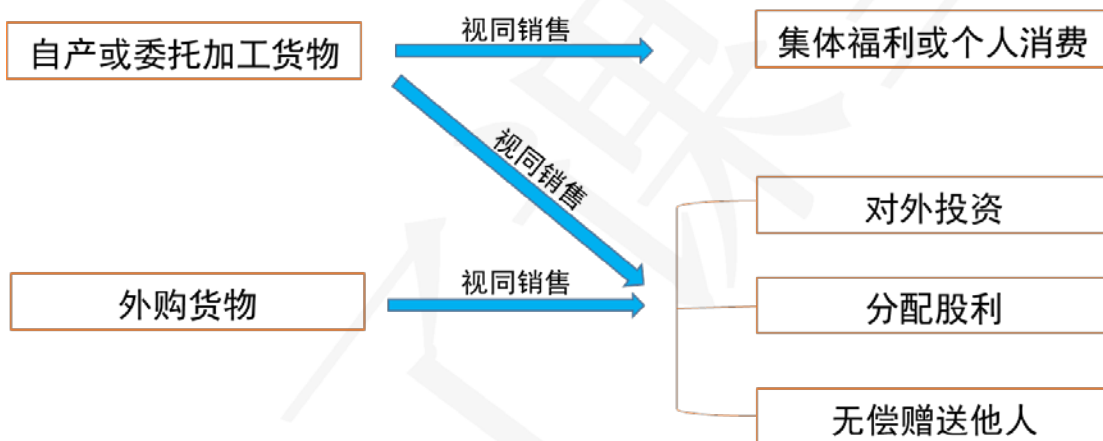 视同销售
自产或委托加工货物
集体福利或个人消费
视同销售
对外投资
视同销售
外购货物
分配股利
无偿赠送他人